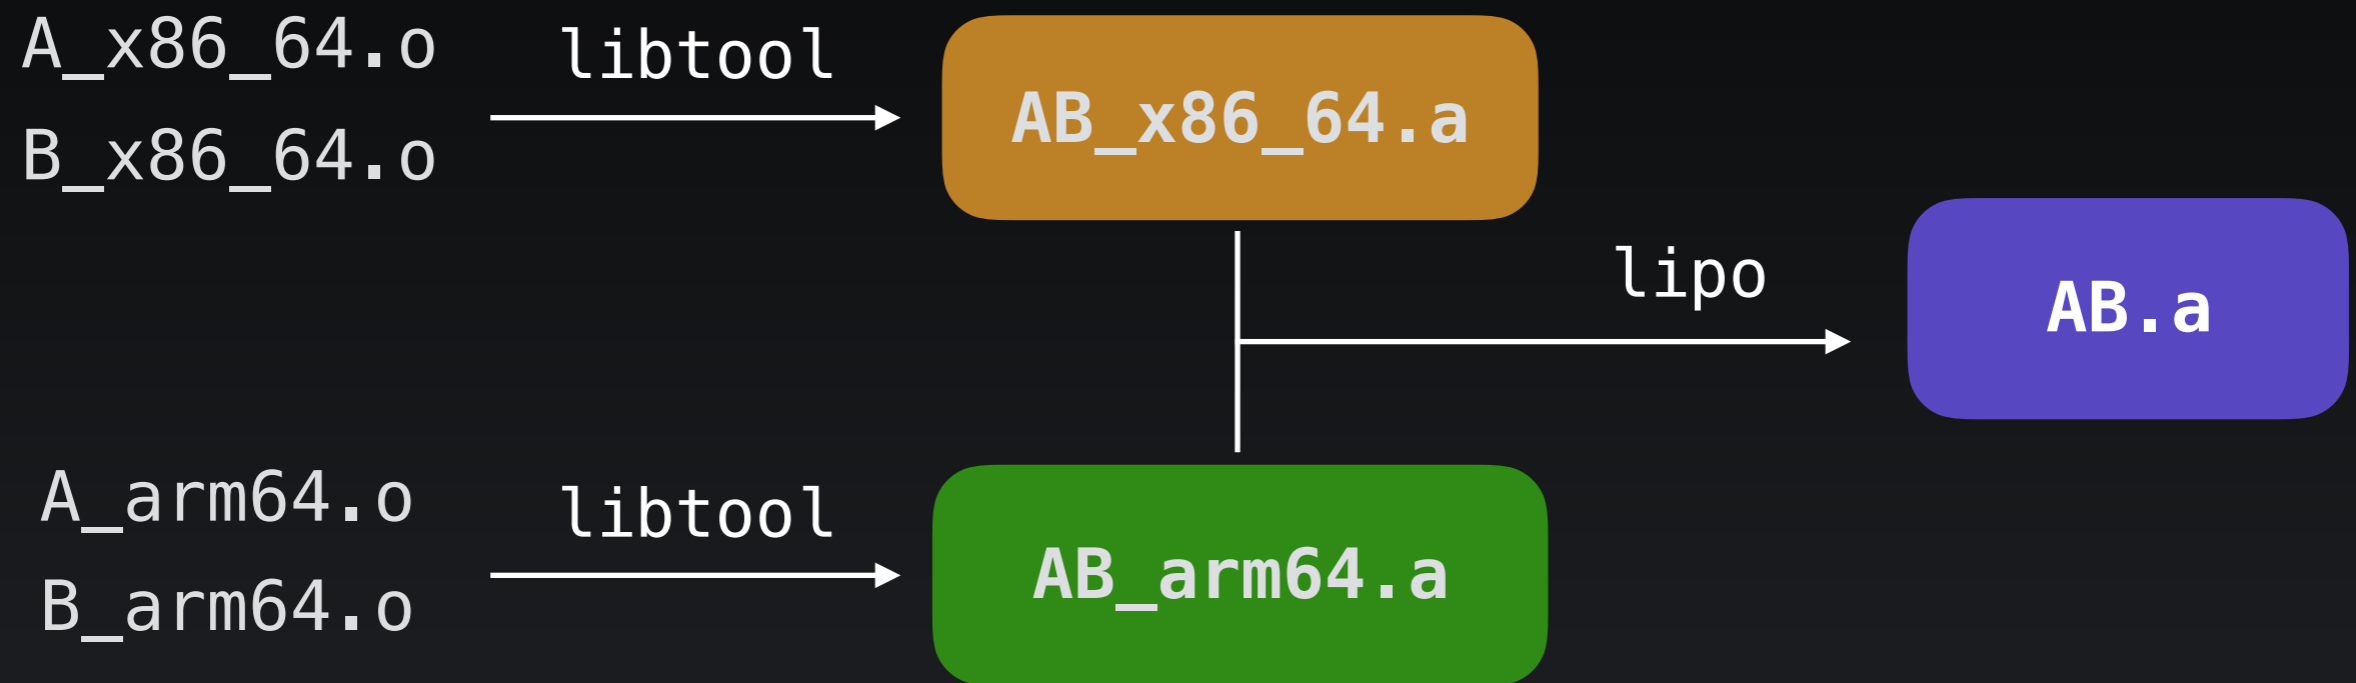 A_x86_64.o
B_x86_64.o
libtool
AB_x86_64.a
lipo
AB.a
A_arm64.o
B_arm64.o
libtool
AB_arm64.a